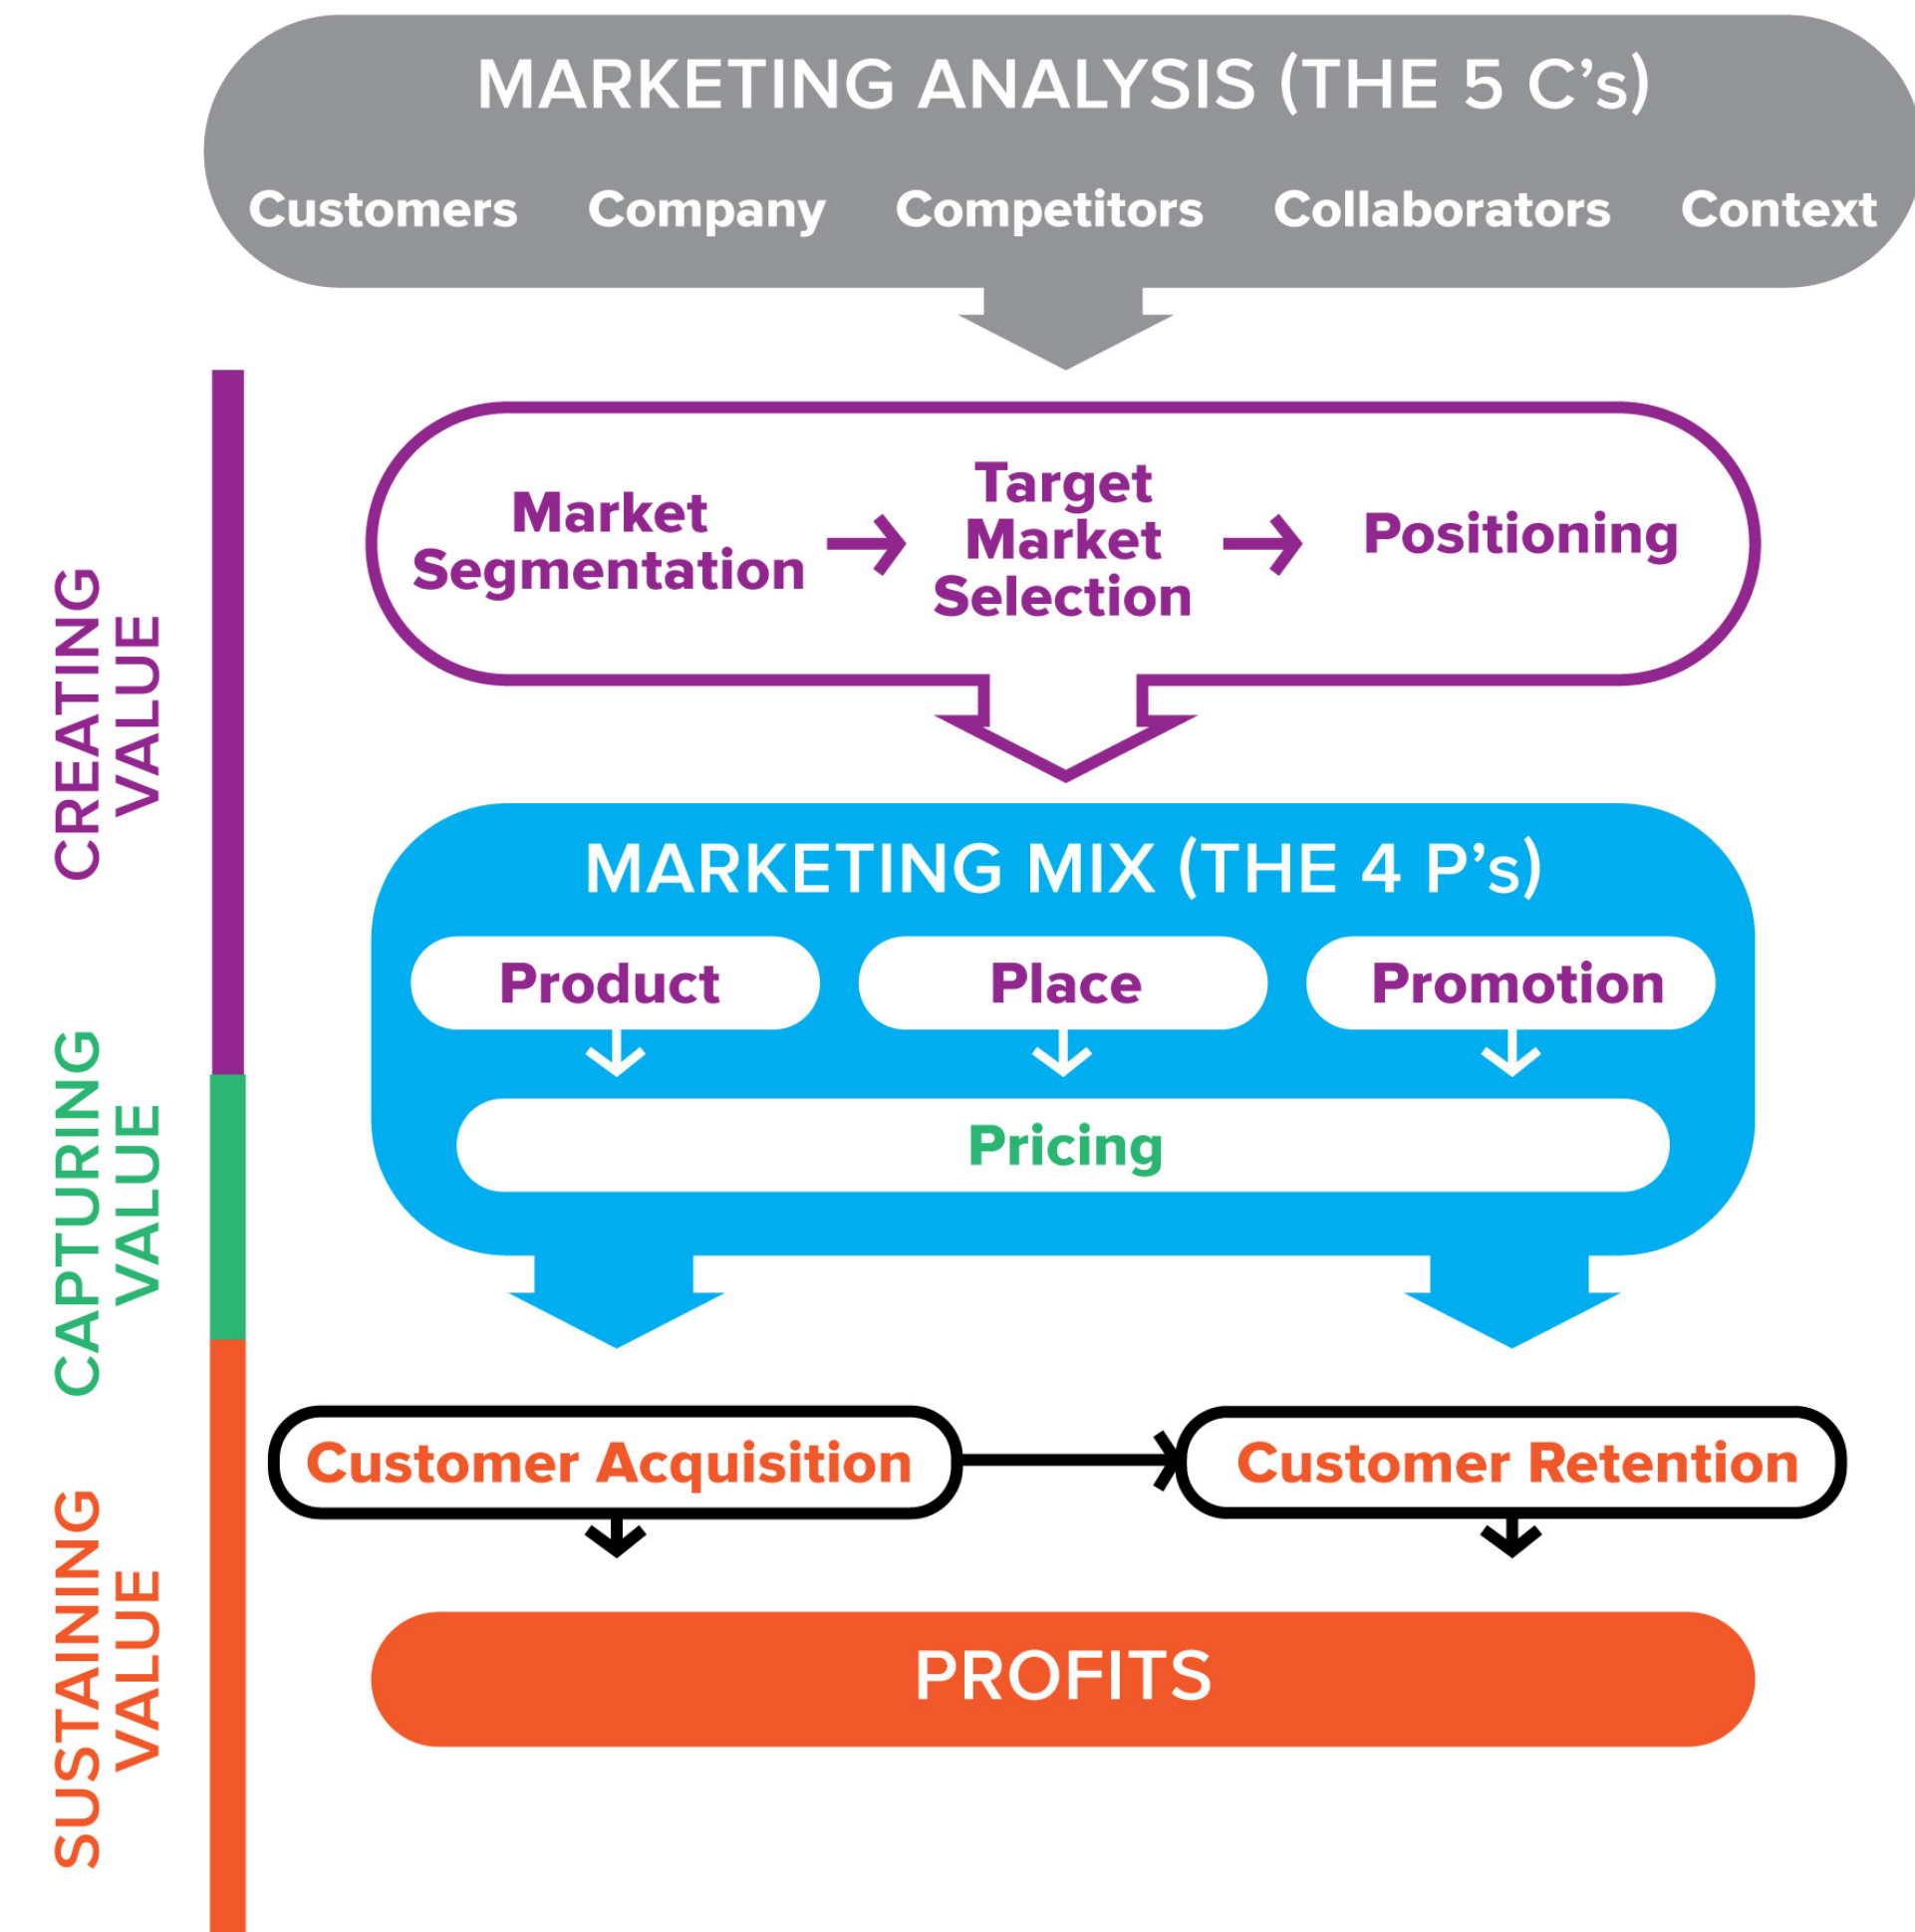 MARKETING ANALYSIS (THE 5 C's)
Customers Company Competitors Collaborators Context
CREATING
VALUE
Market
Segmentation
Target
Market
Selection
Positioning
MARKETING MIX (THE 4 P's)
Product Place Promotion
CAPTURING
VALUE
Pricing
SUSTAINING
VALUE
Customer Acquisition Customer Retention
PROFITS